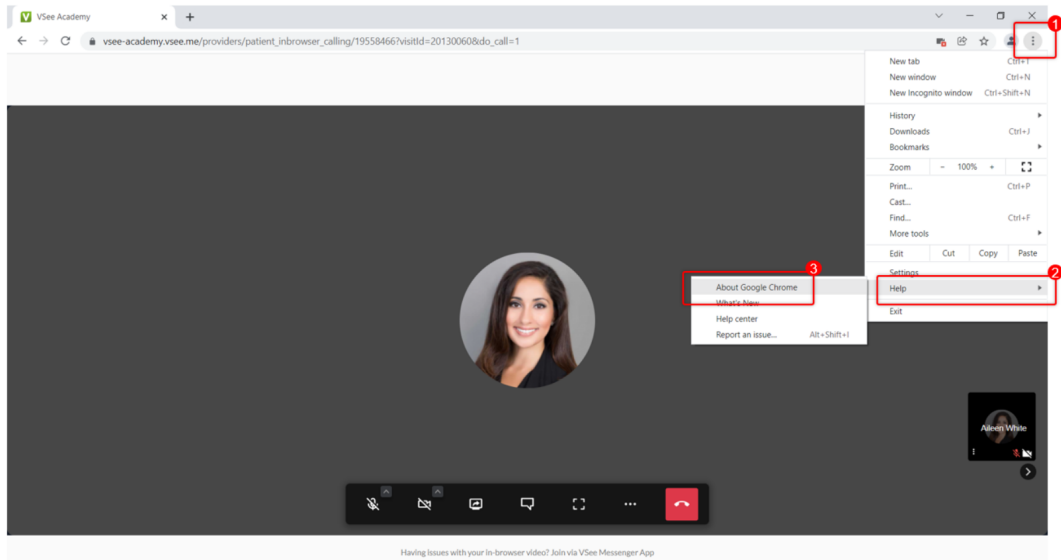 VSee Academy
vsee-academy.vsee.me/providers/patient_inbrowser_calling/19558466?visitId=20130060&do_call=1
1
New tab Ctrl+T
New window Ctrl+N
New Incognito window Ctrl+Shift+N
History
Downloads Ctrl+J
Bookmarks
Zoom - 100% +
Print... Ctrl+P
Cast...
Find... Ctrl+F
More tools
Edit Cut Copy Paste
Settings
2
Help
Exit
3
About Google Chrome
What's New
Help center
Report an issue... Alt+Shift+I
Aileen White
Having issues with your in-browser video? Join via VSee Messenger App